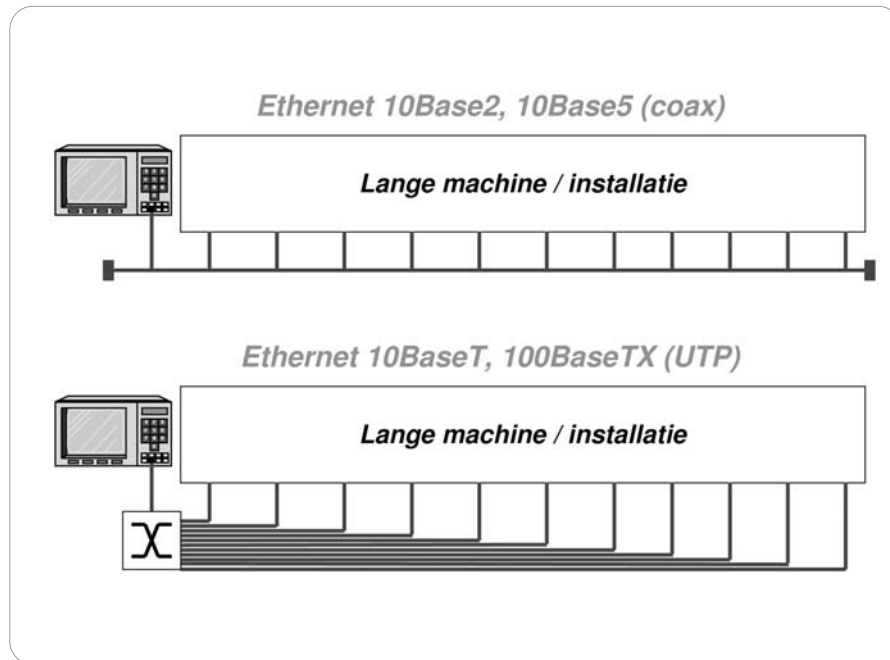 Ethernet 10Base2, 10Base5 (coax)
Lange machine / installatie
Ethernet 10BaseT, 100BaseTX (UTP)
Lange machine / installatie